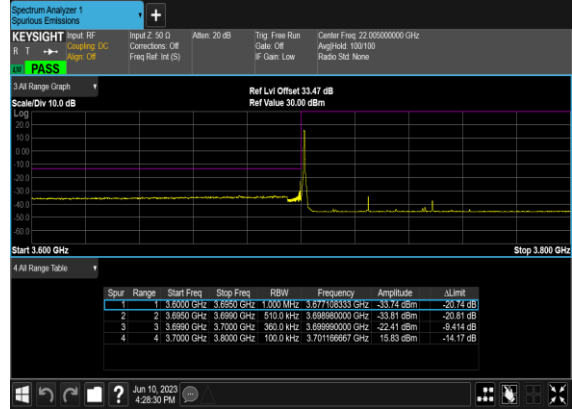 Spectrum Analyzer 1
Spurious Emissions
KEYSIGHT Input: RF Input Z: 50 Ω Atten: 20 dB Trig: Free Run Center Freq: 22.005000000 GHz
R T Coupling: DC Corrections: Off Gate: Off Avg|Hold: 100/100
Align: Off Freq Ref: Int (S) IF Gain: Low Radio Std: None
PASS
3 All Range Graph
Ref Lvl Offset 33.47 dB
Scale/Div 10.0 dB Ref Value 30.00 dBm
Log
20.0
10.0
0.00
-10.0
-20.0
-30.0
-40.0
-50.0
-60.0
Start 3.600 GHz Stop 3.800 GHz
4 All Range Table
Spur Range Start Freq Stop Freq RBW Frequency Amplitude ΔLimit
1 1 3.6000 GHz 3.6950 GHz 1.000 MHz 3.677108333 GHz -33.74 dBm -20.74 dB
2 2 3.6950 GHz 3.6990 GHz 510.0 kHz 3.698980000 GHz -33.81 dBm -20.81 dB
3 3 3.6990 GHz 3.7000 GHz 360.0 kHz 3.699990000 GHz -22.41 dBm -9.414 dB
4 4 3.7000 GHz 3.8000 GHz 100.0 kHz 3.701166667 GHz 15.83 dBm -14.17 dB
Jun 10, 2023
4:28:30 PM